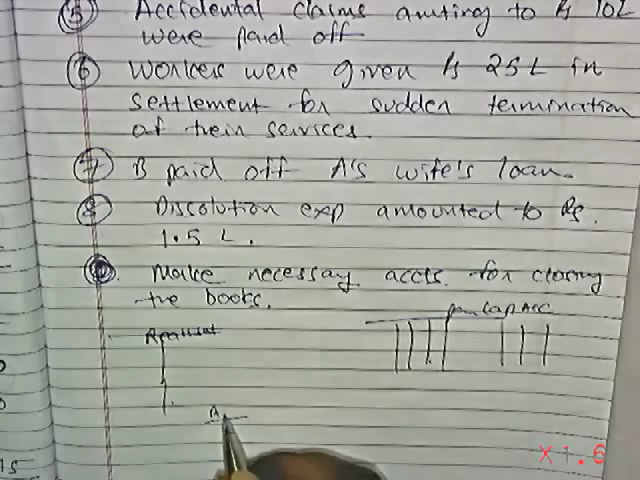 ⑤ Accidental claims amting to Rs 10L
were paid off
⑥ Workers were given Rs 25L in
settlement for sudden termination
of their services.
⑦ B paid off A's wife's loan.
⑧ Dissolution exp amounted to Rs.
1.5 L.
Make necessary accts. for closing
the books.
Cap Acc
A
15
x1.6